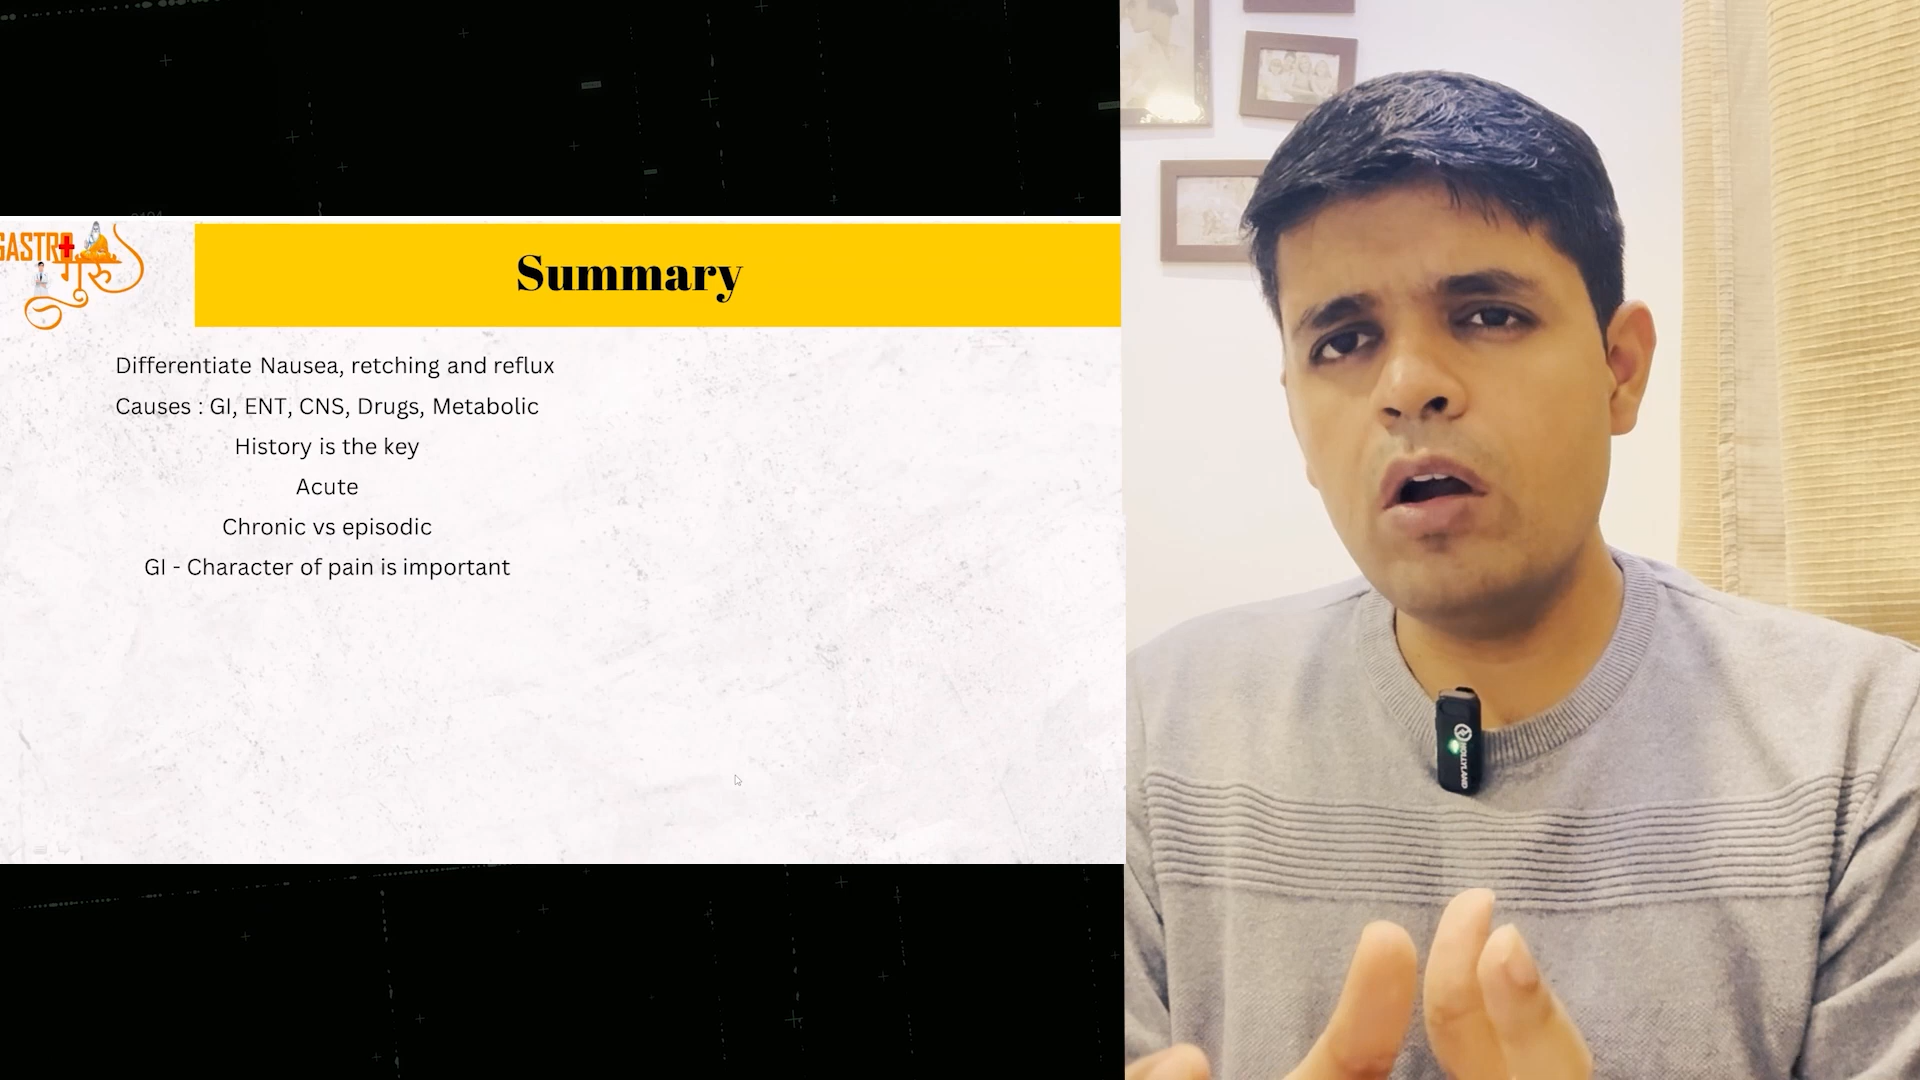 GASTRO
गुरु
Summary
Differentiate Nausea, retching and reflux
Causes : GI, ENT, CNS, Drugs, Metabolic
History is the key
Acute
Chronic vs episodic
GI - Character of pain is important
HOLLYLAND